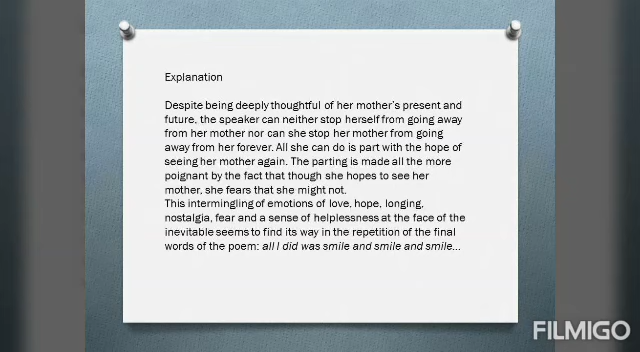 Explanation
Despite being deeply thoughtful of her mother's present and
future, the speaker can neither stop herself from going away
from her mother nor can she stop her mother from going
away from her forever. All she can do is part with the hope of
seeing her mother again. The parting is made all the more
poignant by the fact that though she hopes to see her
mother, she fears that she might not.
This intermingling of emotions of love, hope, longing,
nostalgia, fear and a sense of helplessness at the face of the
inevitable seems to find its way in the repetition of the final
words of the poem: all I did was smile and smile and smile...
FILMIGO